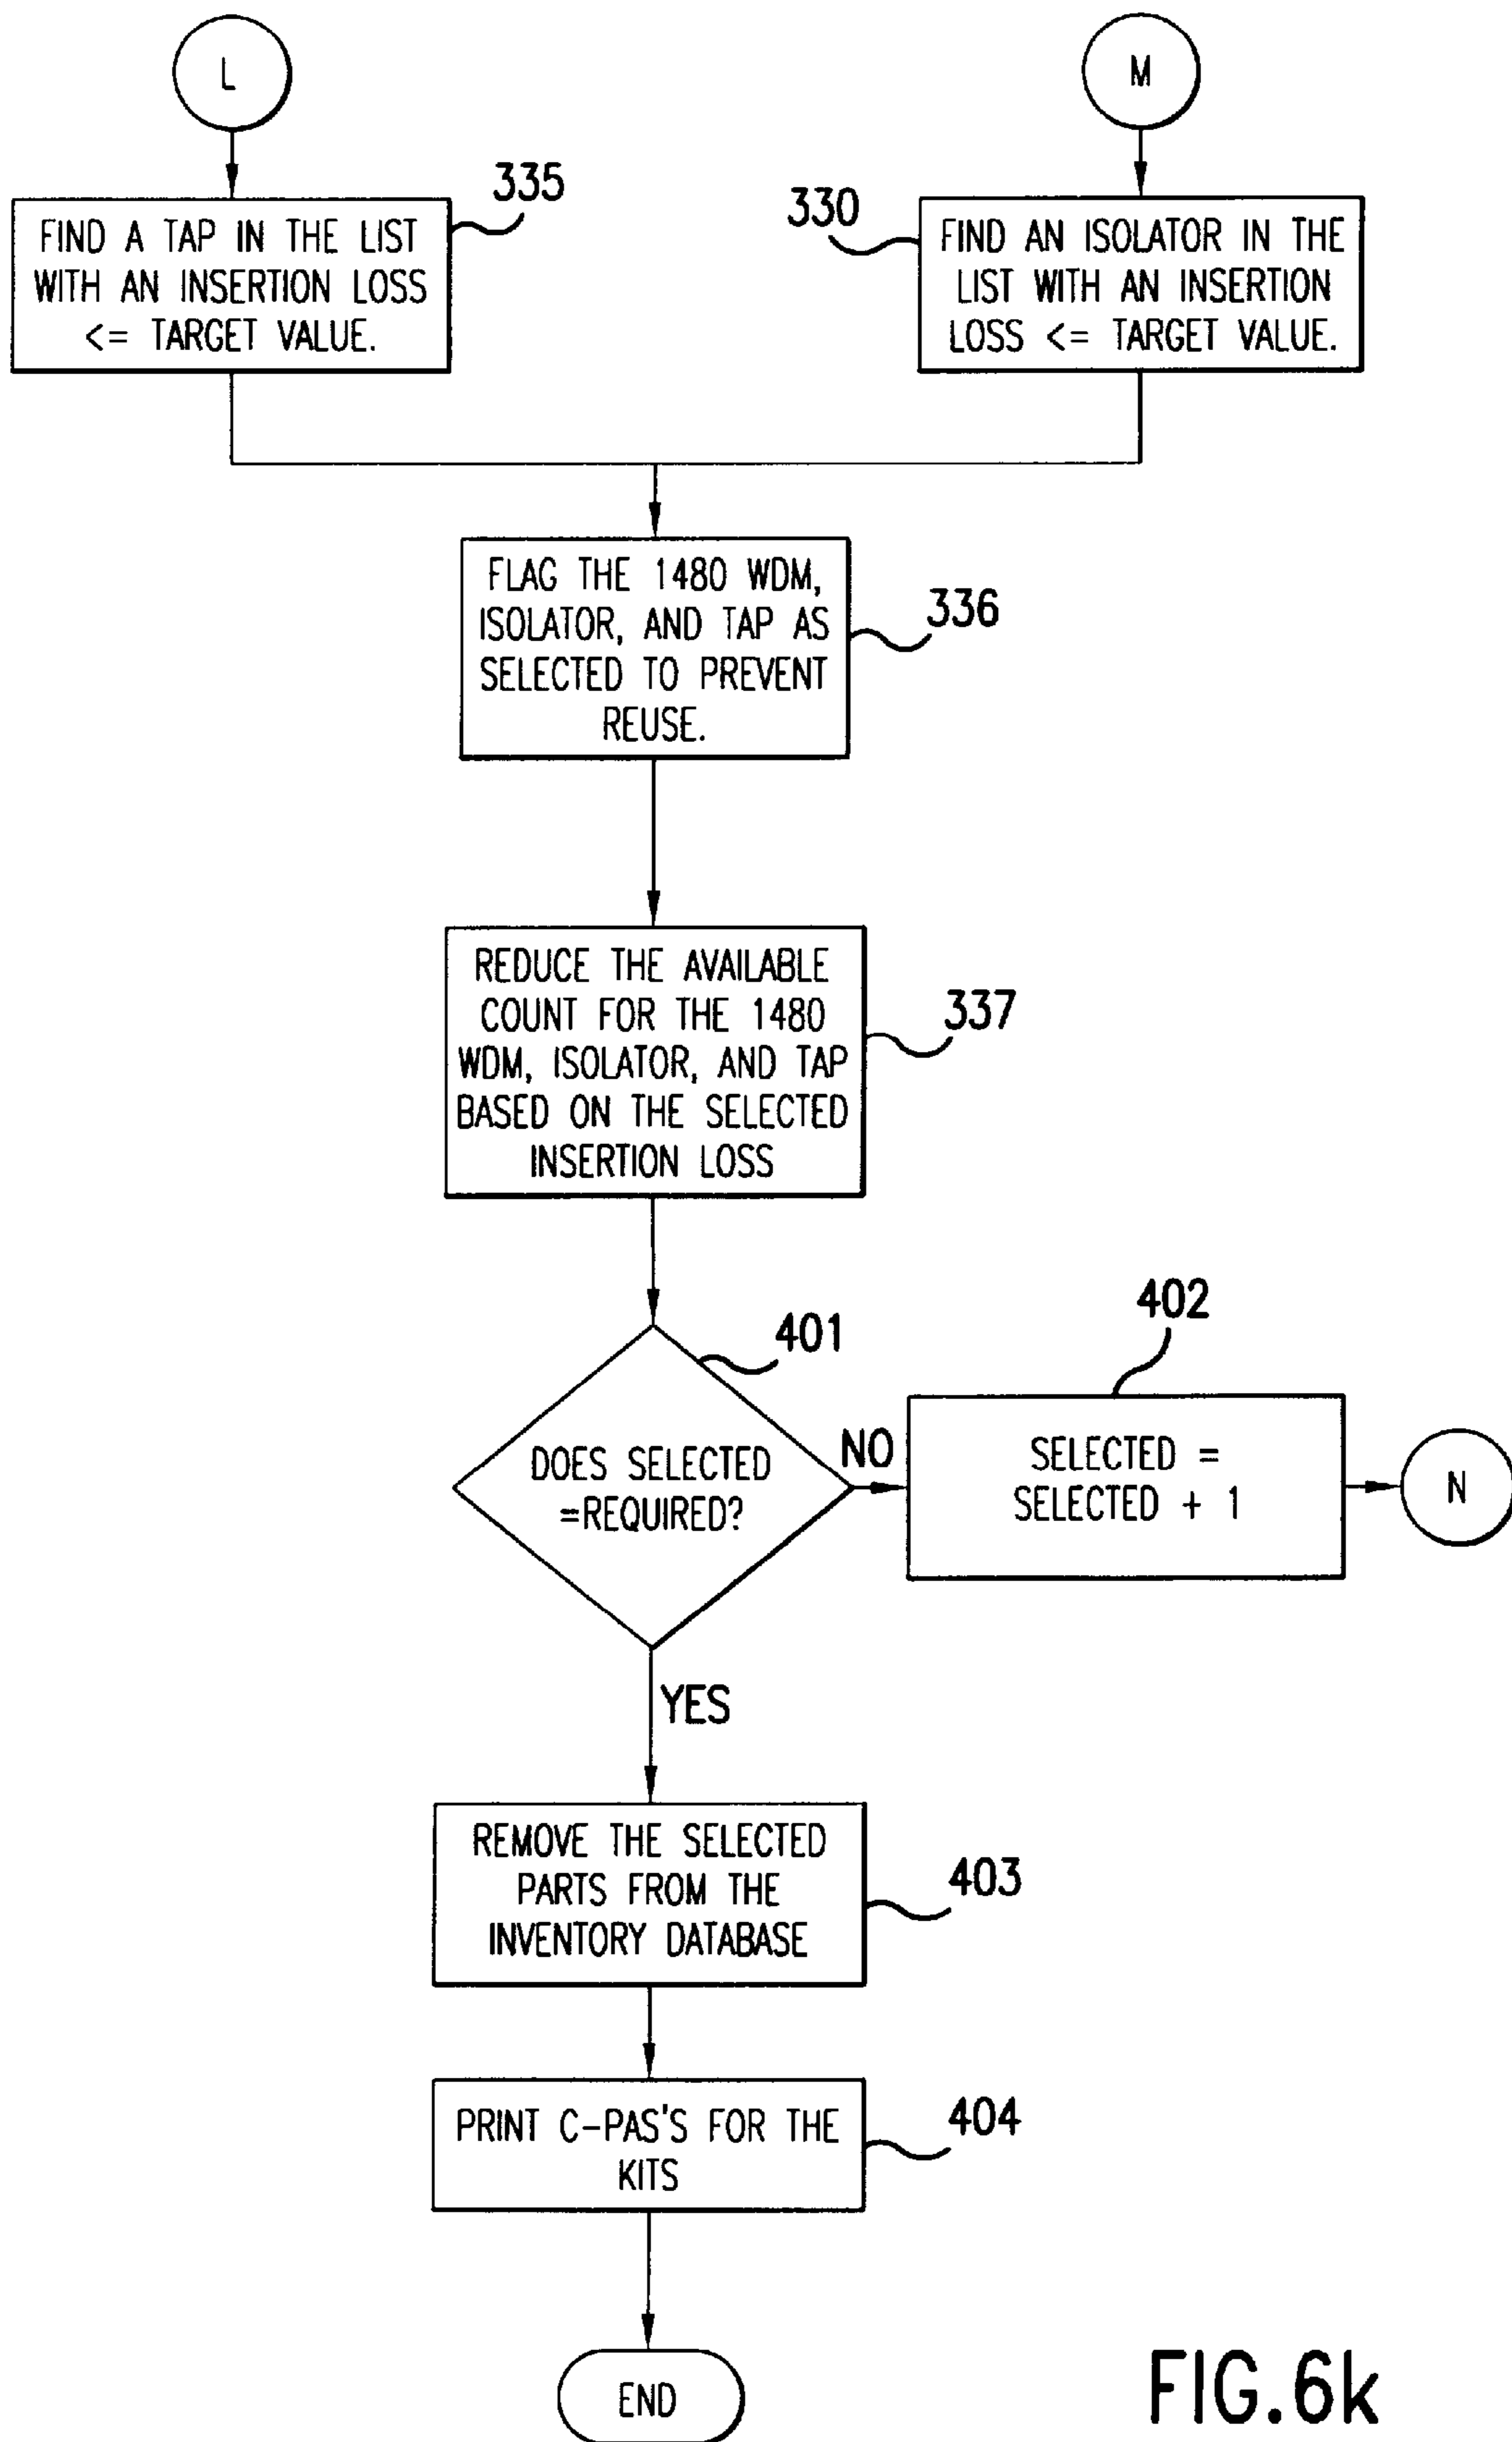 L
M
335
330
FIND A TAP IN THE LIST
WITH AN INSERTION LOSS
<= TARGET VALUE.
FIND AN ISOLATOR IN THE
LIST WITH AN INSERTION
LOSS <= TARGET VALUE.
FLAG THE 1480 WDM,
ISOLATOR, AND TAP AS
SELECTED TO PREVENT
REUSE.
336
REDUCE THE AVAILABLE
COUNT FOR THE 1480
WDM, ISOLATOR, AND TAP
BASED ON THE SELECTED
INSERTION LOSS
337
401
402
DOES SELECTED
=REQUIRED?
NO
SELECTED =
SELECTED + 1
N
YES
REMOVE THE SELECTED
PARTS FROM THE
INVENTORY DATABASE
403
PRINT C-PAS'S FOR THE
KITS
404
END
FIG.6k